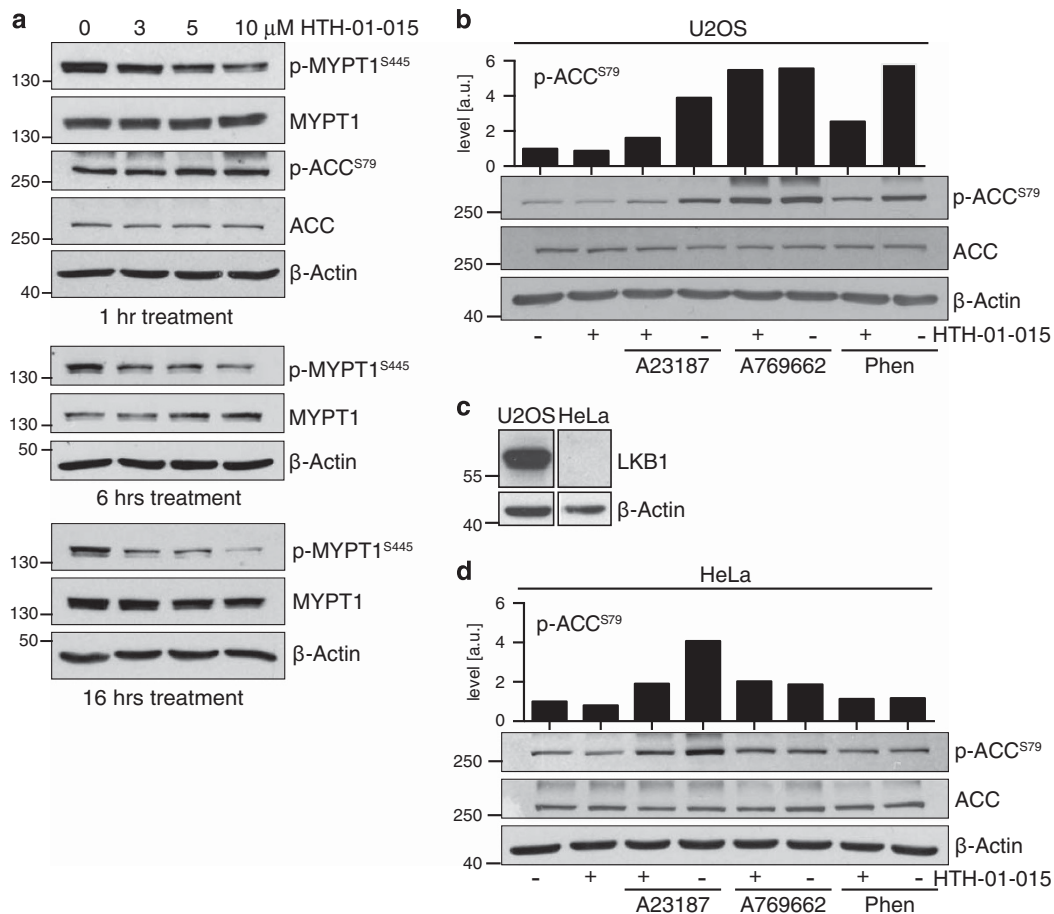 a
0 3 5 10 μM HTH-01-015
p-MYPT1S445
130
MYPT1
130
p-ACCS79
250
ACC
250
β-Actin
40
1 hr treatment
p-MYPT1S445
130
MYPT1
130
50
β-Actin
6 hrs treatment
p-MYPT1S445
130
MYPT1
130
50
β-Actin
16 hrs treatment
b
U2OS
p-ACCS79
level [a.u.]
6
4
2
0
p-ACCS79
250
ACC
250
β-Actin
40
- + + - + - + - HTH-01-015
A23187 A769662 Phen
c
U2OS HeLa
LKB1
55
β-Actin
40
d
HeLa
p-ACCS79
level [a.u.]
6
4
2
0
p-ACCS79
250
ACC
250
β-Actin
40
- + + - + - + - HTH-01-015
A23187 A769662 Phen